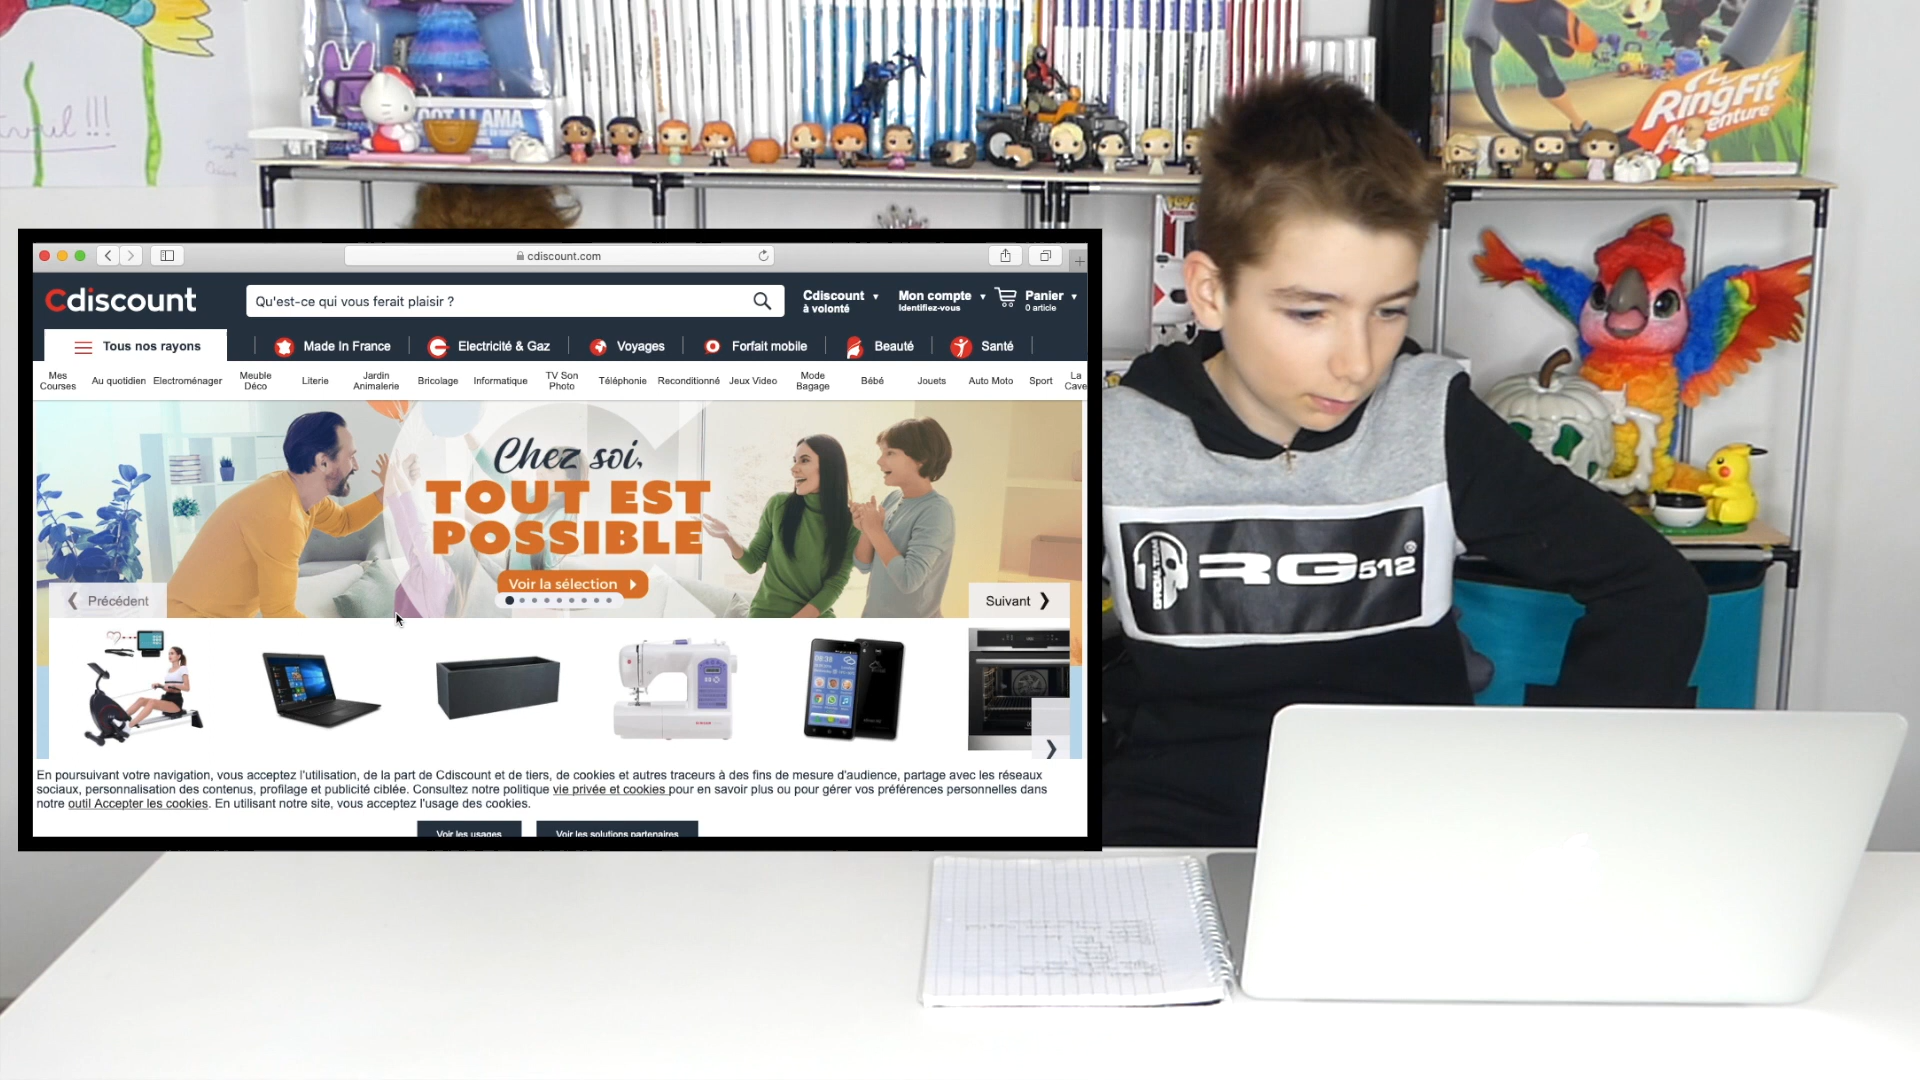 !!!
LAMA
RingFit
Adventure
cdiscount.com
Cdiscount
Qu'est-ce qui vous ferait plaisir ?
Cdiscount
à volonté
Mon compte
Identifiez-vous
Panier
0 article
Tous nos rayons
Made In France
Electricité & Gaz
Voyages
Forfait mobile
Beauté
Santé
Mes
Courses
Au quotidien
Electroménager
Meuble
Déco
Literie
Jardin
Animalerie
Bricolage
Informatique
TV Son
Photo
Téléphonie
Reconditionné
Jeux Video
Mode
Bagage
Bébé
Jouets
Auto Moto
Sport
La
Cave
Chez soi,
TOUT EST
POSSIBLE
Voir la sélection
Précédent
Suivant
En poursuivant votre navigation, vous acceptez l'utilisation, de la part de Cdiscount et de tiers, de cookies et autres traceurs à des fins de mesure d'audience, partage avec les réseaux
sociaux, personnalisation des contenus, profilage et publicité ciblée. Consultez notre politique vie privée et cookies pour en savoir plus ou pour gérer vos préférences personnelles dans
notre outil Accepter les cookies. En utilisant notre site, vous acceptez l'usage des cookies.
Voir les usages
Voir les solutions partenaires
RG512